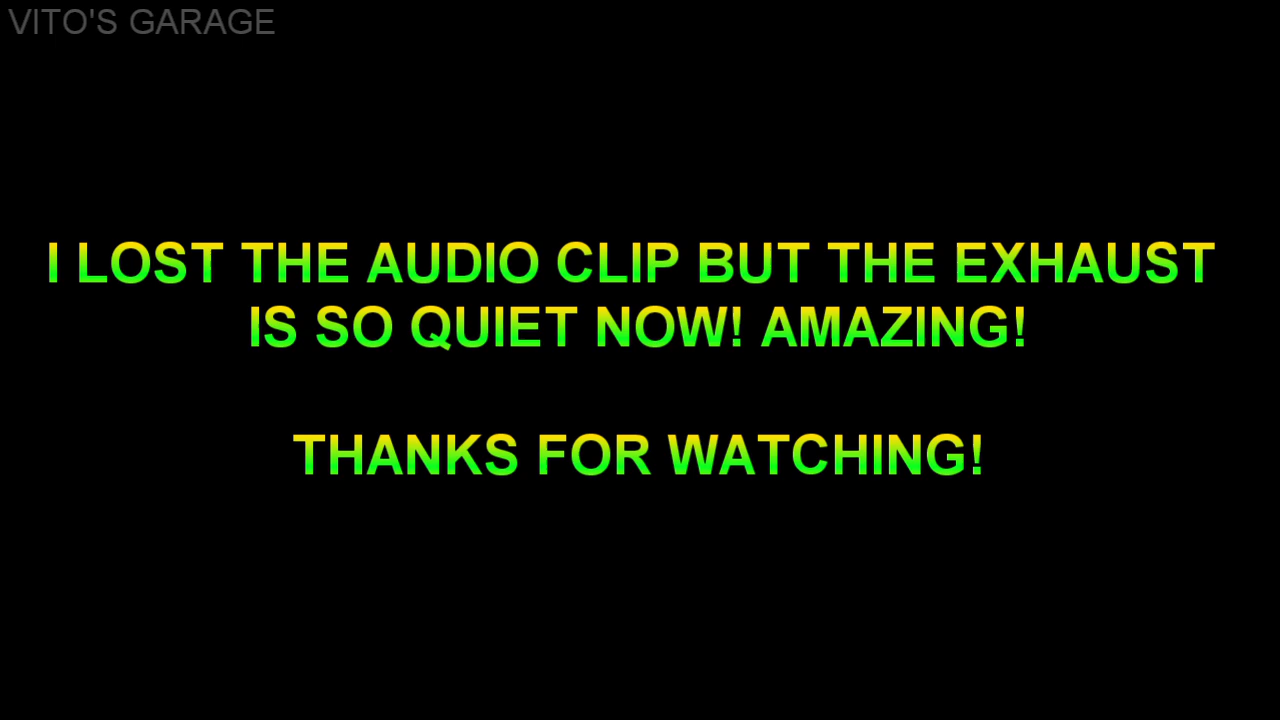 VITO'S GARAGE
I LOST THE AUDIO CLIP BUT THE EXHAUST
IS SO QUIET NOW! AMAZING!
THANKS FOR WATCHING!